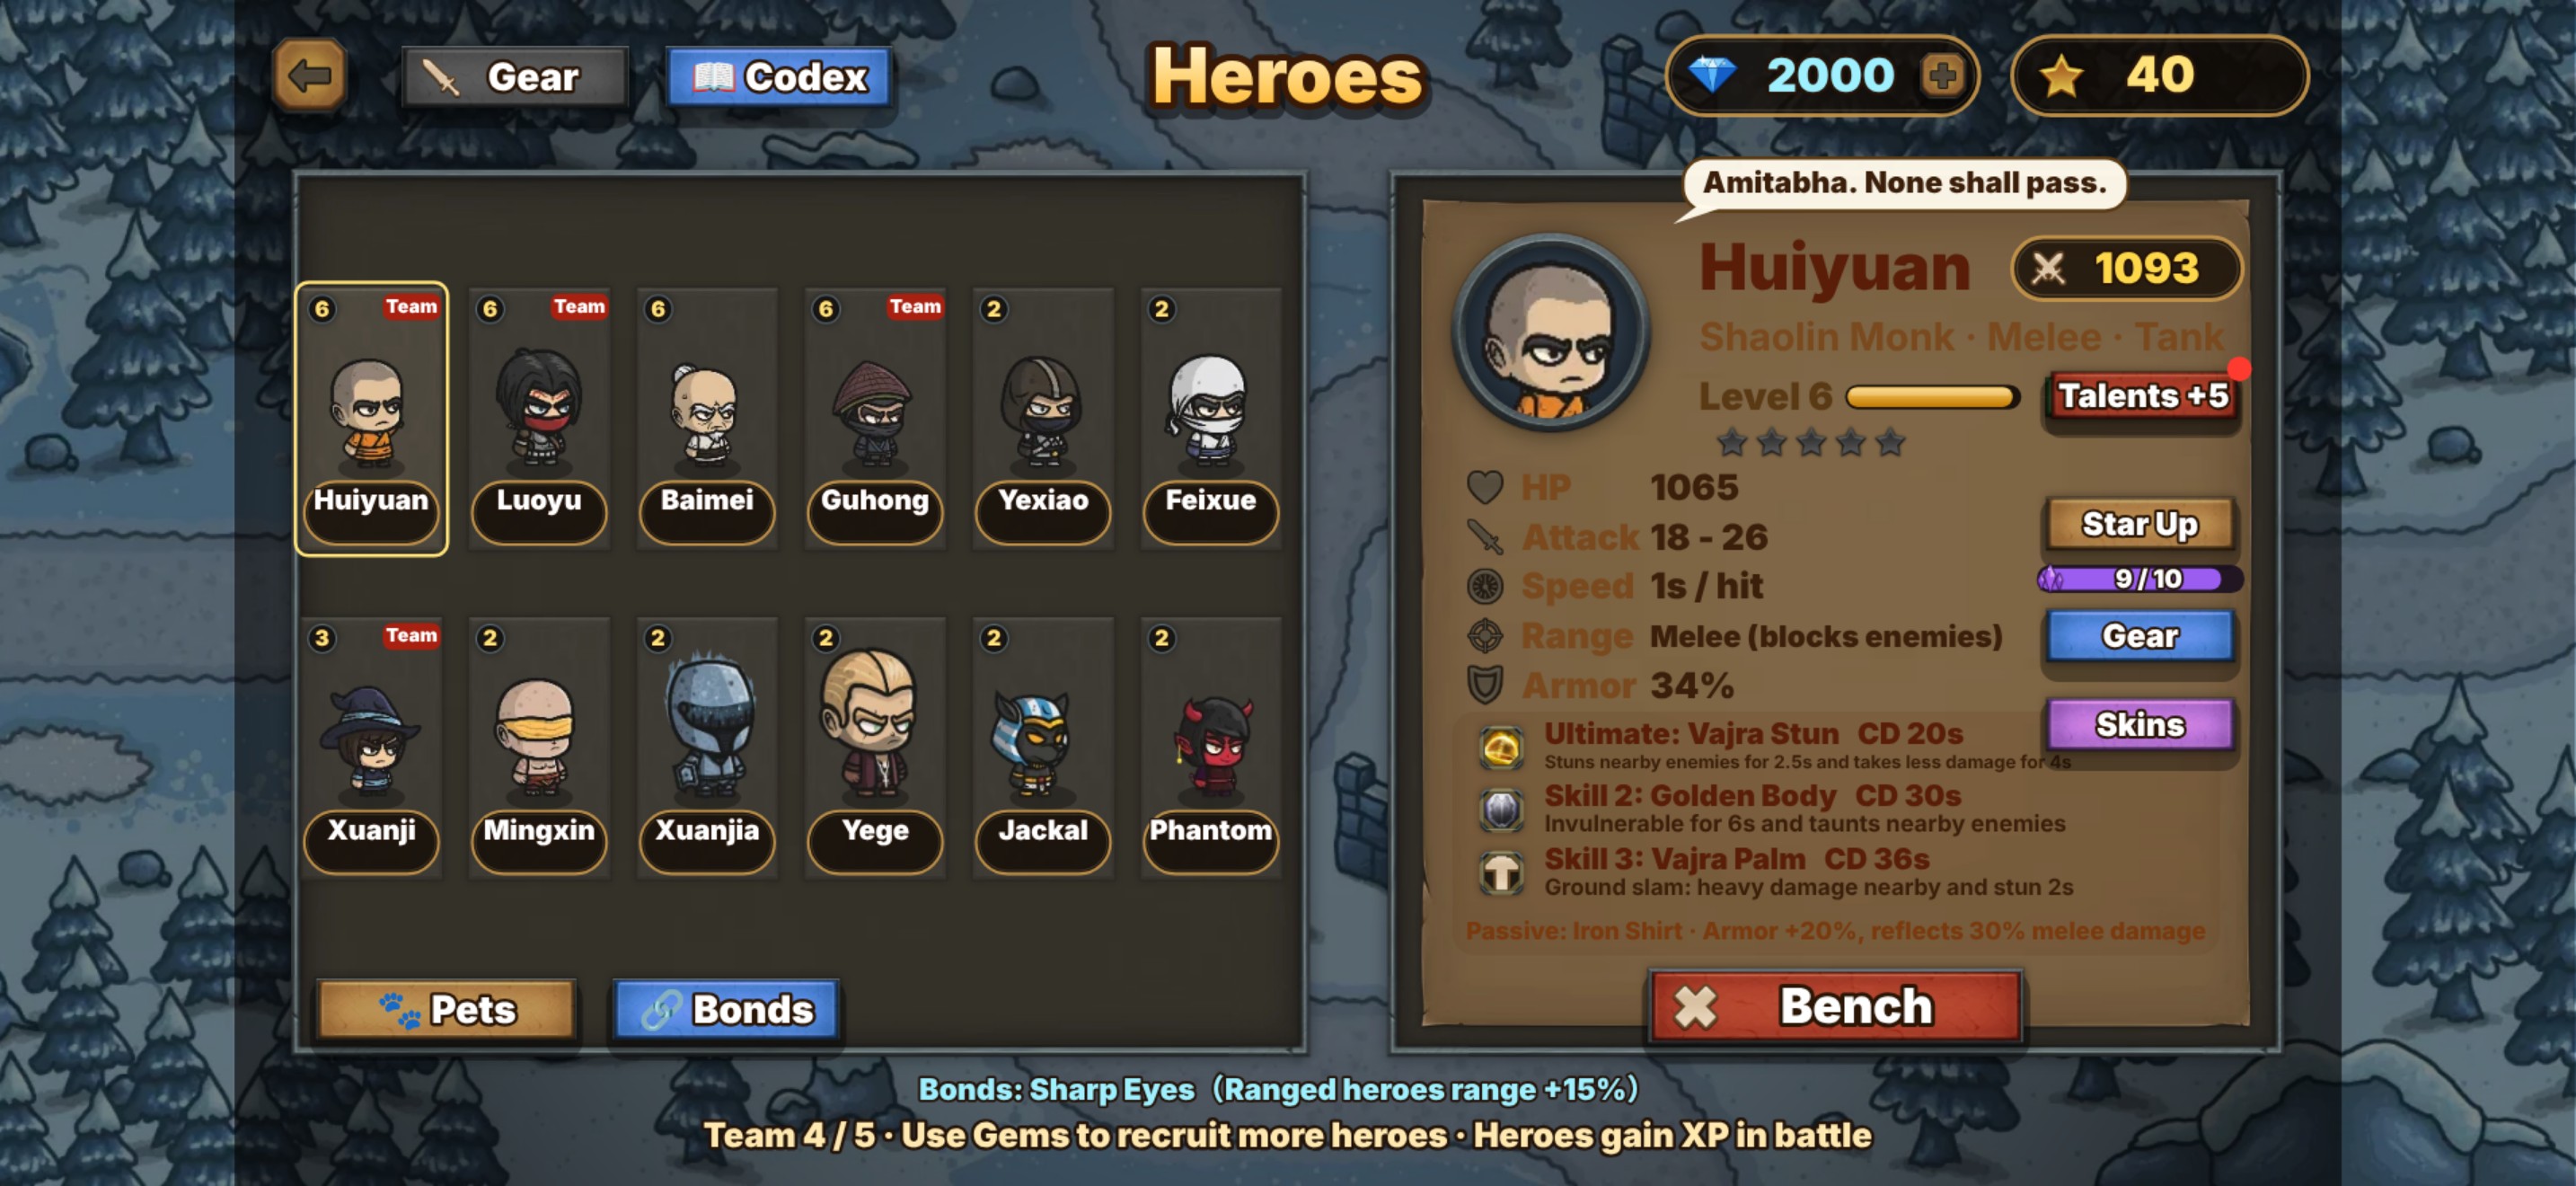 Gear
Codex
Heroes
2000
40
6
Team
Huiyuan
6
Team
Luoyu
6
Baimei
6
Team
Guhong
2
Yexiao
2
Feixue
3
Team
Xuanji
2
Mingxin
2
Xuanjia
2
Yege
2
Jackal
2
Phantom
Pets
Bonds
Amitabha. None shall pass.
Huiyuan
1093
Shaolin Monk · Melee · Tank
Level 6
Talents +5
HP 1065
Attack 18 - 26
Star Up
Speed 1s / hit
9 / 10
Range Melee (blocks enemies)
Gear
Armor 34%
Skins
Ultimate: Vajra Stun CD 20s
Stuns nearby enemies for 2.5s and takes less damage for 4s
Skill 2: Golden Body CD 30s
Invulnerable for 6s and taunts nearby enemies
Skill 3: Vajra Palm CD 36s
Ground slam: heavy damage nearby and stun 2s
Passive: Iron Shirt · Armor +20%, reflects 30% melee damage
Bench
Bonds: Sharp Eyes（Ranged heroes range +15%）
Team 4 / 5 · Use Gems to recruit more heroes · Heroes gain XP in battle